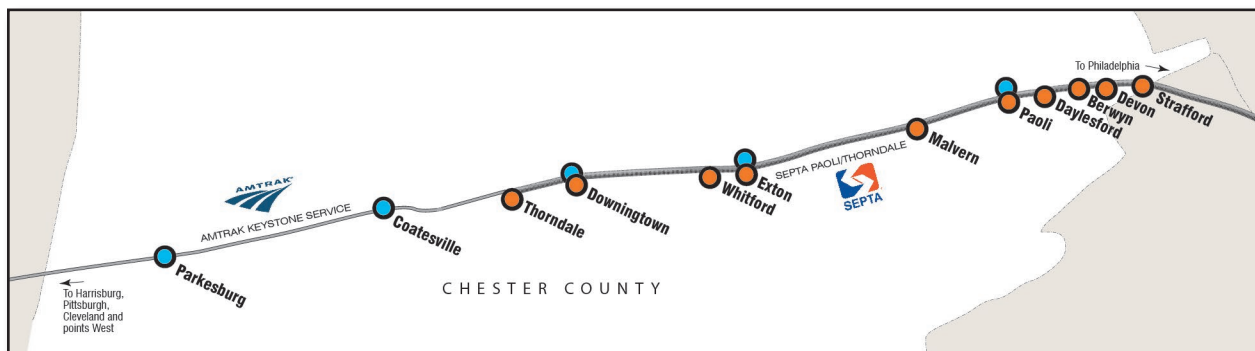 To Philadelphia
Strafford
Devon
Berwyn
Daylesford
Paoli
Malvern
SEPTA PAOLI/THORNDALE
SEPTA
Exton
Whitford
Downingtown
Thorndale
AMTRAK
AMTRAK KEYSTONE SERVICE
Coatesville
Parkesburg
CHESTER COUNTY
To Harrisburg,
Pittsburgh,
Cleveland and
points West